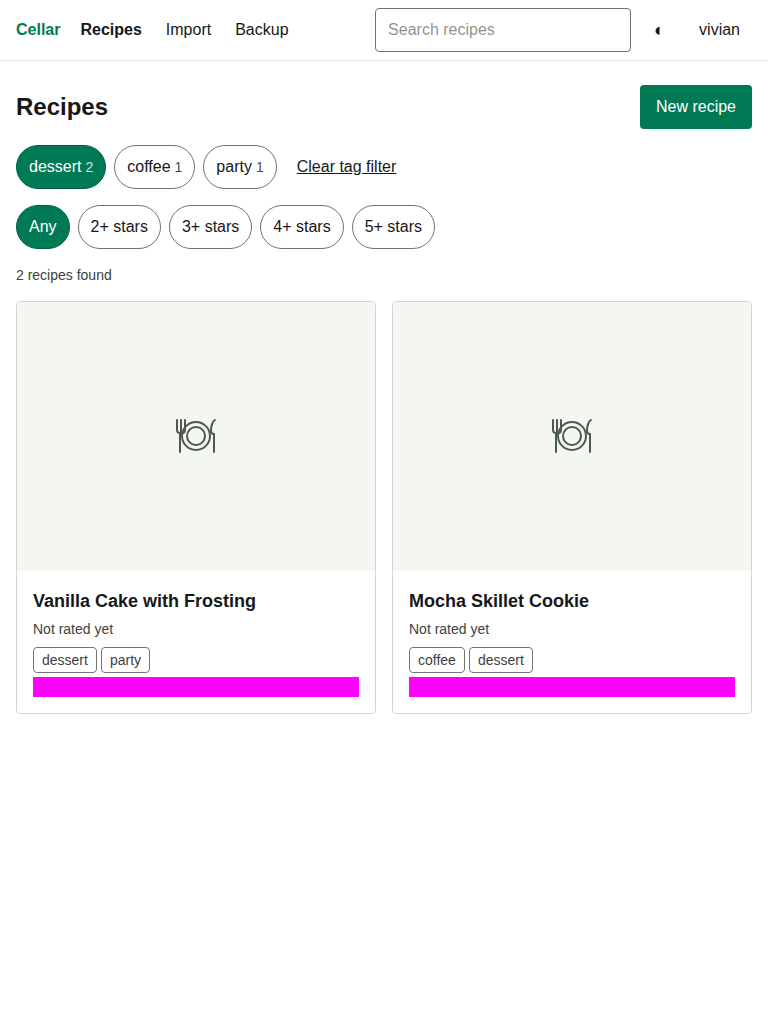 Cellar Recipes Import Backup Search recipes vivian
Recipes New recipe
dessert 2 coffee 1 party 1 Clear tag filter
Any 2+ stars 3+ stars 4+ stars 5+ stars
2 recipes found
Vanilla Cake with Frosting
Not rated yet
dessert party
Mocha Skillet Cookie
Not rated yet
coffee dessert